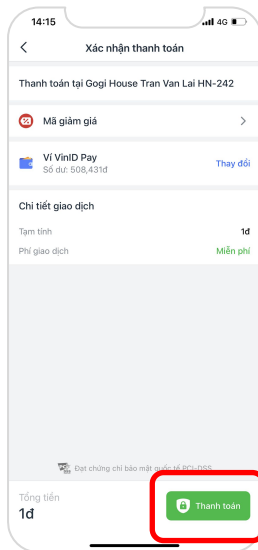 14:15
4G
Xác nhận thanh toán
Thanh toán tại Gogi House Tran Van Lai HN-242
Mã giảm giá
Ví VinID Pay
Số dư: 508,431đ
Thay đổi
Chi tiết giao dịch
Tạm tính
1đ
Phí giao dịch
Miễn phí
Đạt chứng chỉ bảo mật quốc tế PCI-DSS
Tổng tiền
1đ
Thanh toán